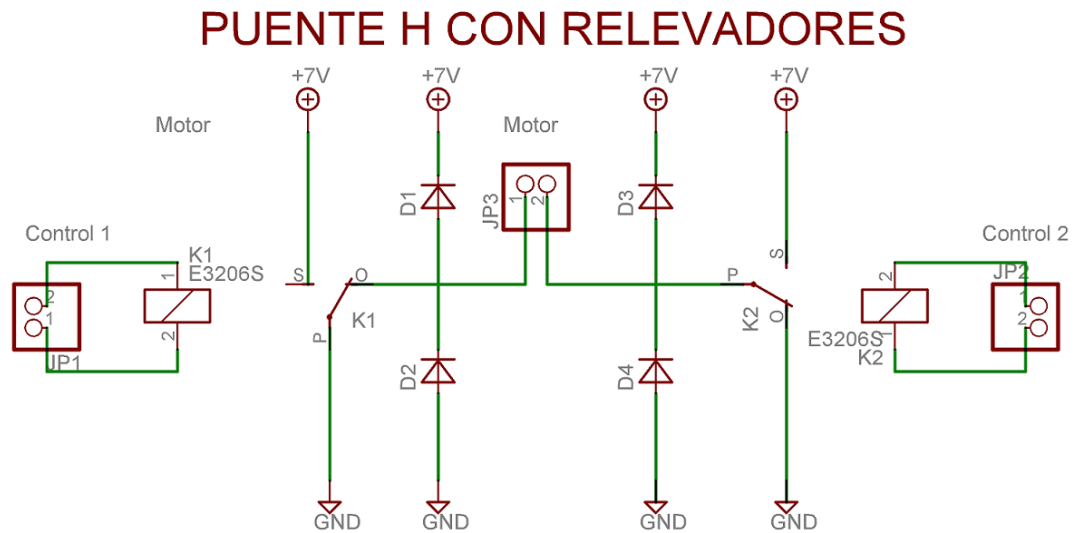 PUENTE H CON RELEVADORES
+7V +7V +7V +7V
Motor Motor
D1 JP3 1 2 D3
Control 1 Control 2
K1 S
1 E3206S S O P 2 JP2
2 1
1 K1 K2 O 2
2 P E3206S 1
JP1 D2 D4 K2
GND GND GND GND